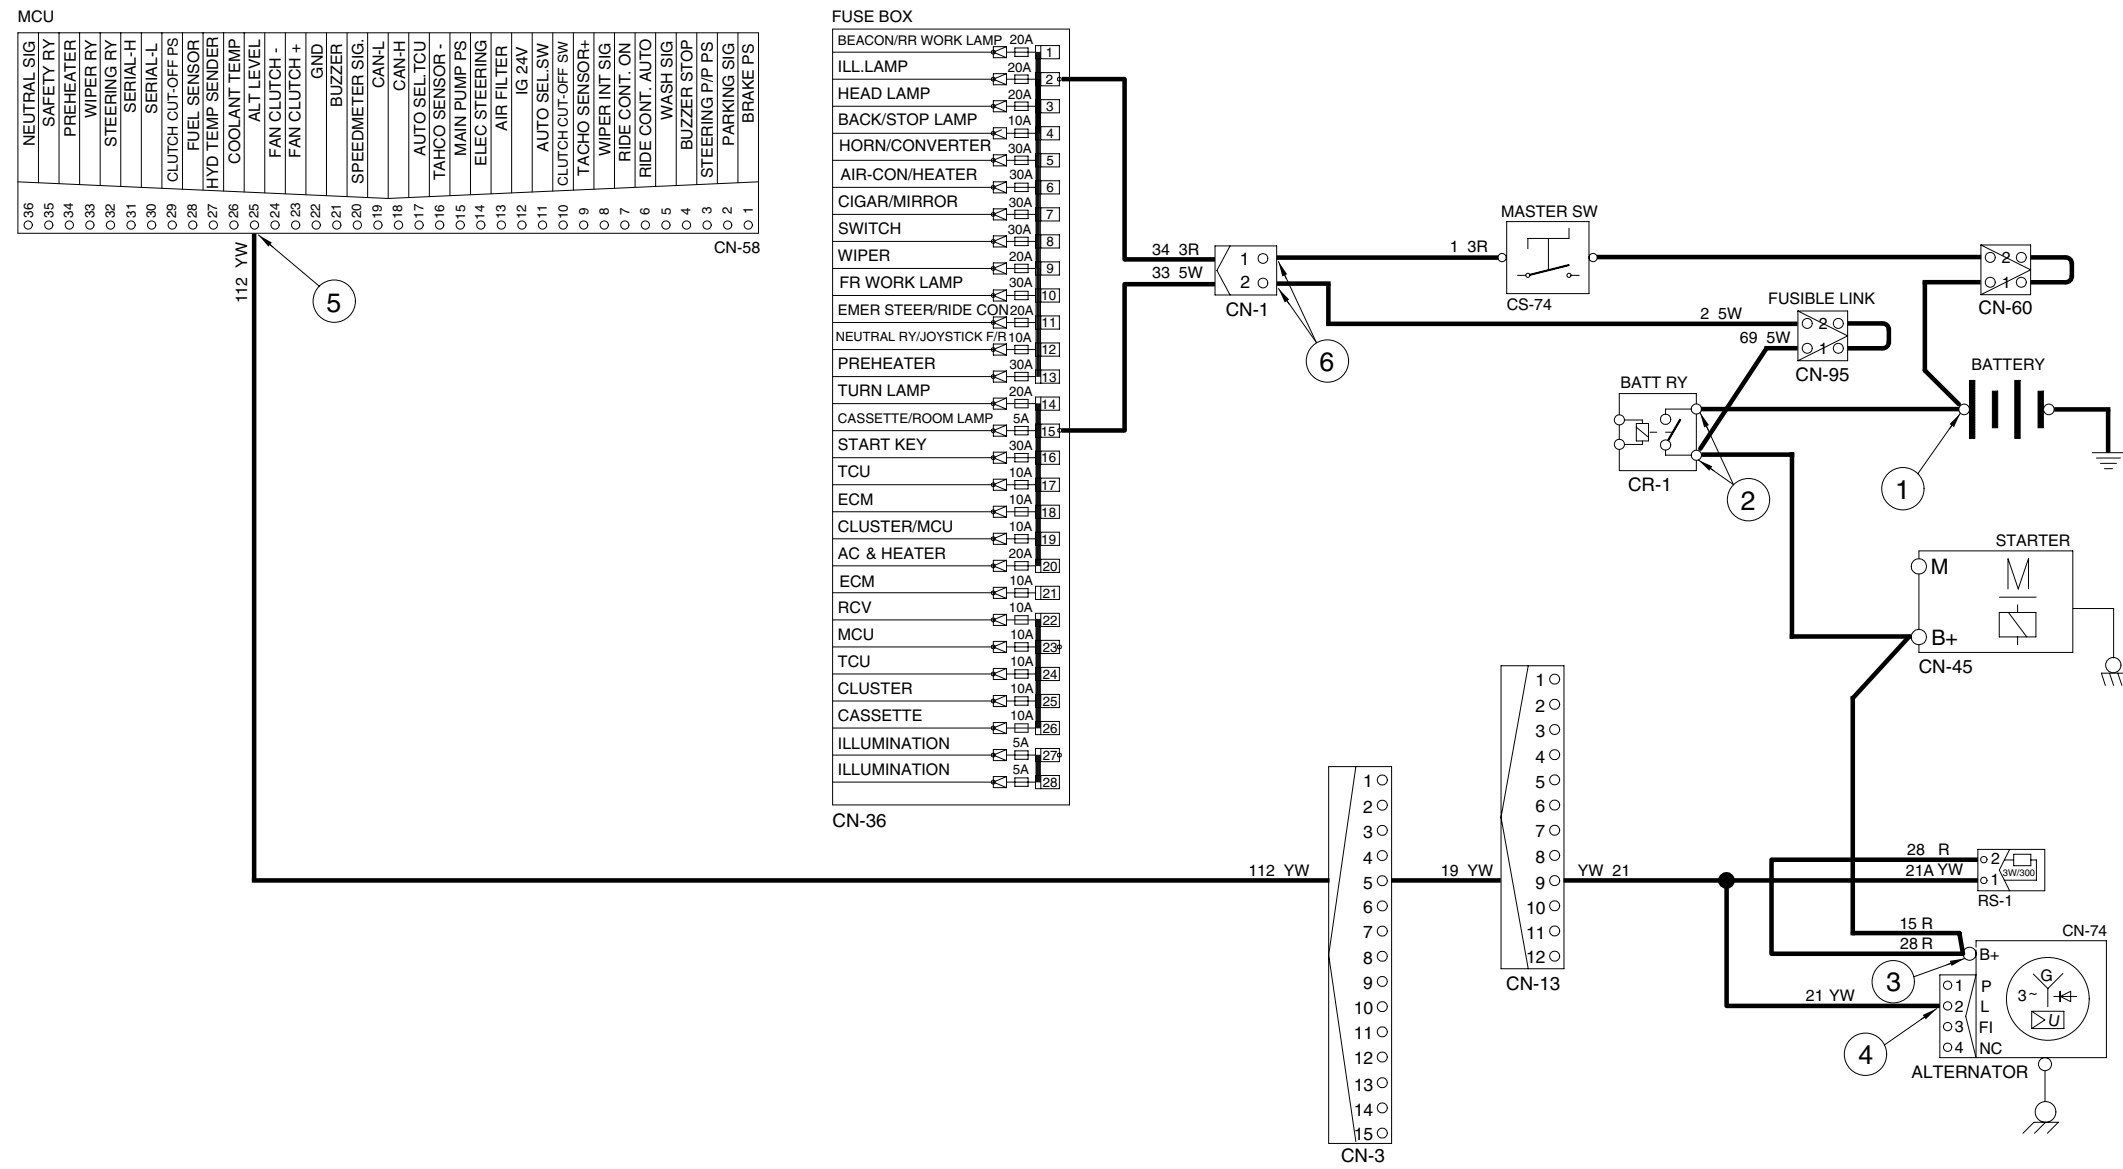 MCU
NEUTRAL SIG
SAFETY RY
PREHEATER
WIPER RY
STEERING RY
SERIAL-H
SERIAL-L
CLUTCH CUT-OFF PS
FUEL SENSOR
HYD TEMP SENDER
COOLANT TEMP
ALT LEVEL
FAN CLUTCH -
FAN CLUTCH +
GND
BUZZER
SPEEDMETER SIG.
CAN-L
CAN-H
AUTO SEL.TCU
TAHCO SENSOR -
MAIN PUMP PS
ELEC STEERING
AIR FILTER
IG 24V
AUTO SEL.SW
CLUTCH CUT-OFF SW
TACHO SENSOR+
WIPER INT SIG
RIDE CONT. ON
RIDE CONT. AUTO
WASH SIG
BUZZER STOP
STEERING P/P PS
PARKING SIG
BRAKE PS
36 35 34 33 32 31 30 29 28 27 26 25 24 23 22 21 20 19 18 17 16 15 14 13 12 11 10 9 8 7 6 5 4 3 2 1
CN-58
112 YW
5
FUSE BOX
BEACON/RR WORK LAMP 20A 1
ILL.LAMP 20A 2
HEAD LAMP 20A 3
BACK/STOP LAMP 10A 4
HORN/CONVERTER 30A 5
AIR-CON/HEATER 30A 6
CIGAR/MIRROR 30A 7
SWITCH 30A 8
WIPER 20A 9
FR WORK LAMP 30A 10
EMER STEER/RIDE CON 20A 11
NEUTRAL RY/JOYSTICK F/R 10A 12
PREHEATER 30A 13
TURN LAMP 20A 14
CASSETTE/ROOM LAMP 5A 15
START KEY 30A 16
TCU 10A 17
ECM 10A 18
CLUSTER/MCU 10A 19
AC & HEATER 20A 20
ECM 10A 21
RCV 10A 22
MCU 10A 23
TCU 10A 24
CLUSTER 10A 25
CASSETTE 10A 26
ILLUMINATION 5A 27
ILLUMINATION 5A 28
CN-36
34 3R
33 5W
1
2
CN-1
6
1 3R
MASTER SW
CS-74
2
1
CN-60
FUSIBLE LINK
2 5W
69 5W
2
1
CN-95
BATTERY
1
BATT RY
CR-1
2
STARTER
M
M
B+
CN-45
1
2
3
4
5
6
7
8
9
10
11
12
CN-13
1
2
3
4
5
6
7
8
9
10
11
12
13
14
15
CN-3
112 YW
19 YW
YW 21
28 R
21A YW
2
1
3W/300
RS-1
15 R
28 R
CN-74
B+
3
21 YW
4
1 P
2 L
3 FI
4 NC
G
3~
U
ALTERNATOR